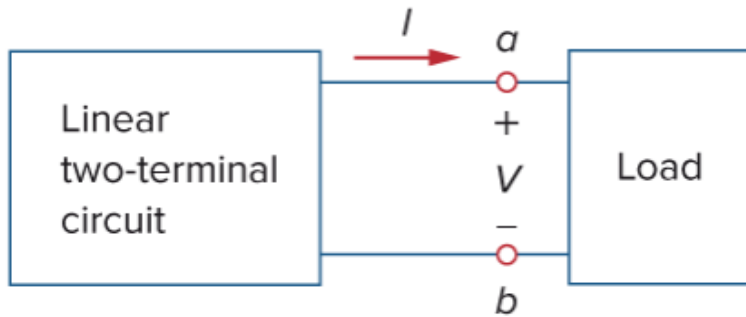 I
a
Linear
two-terminal
circuit
+
V
−
Load
b